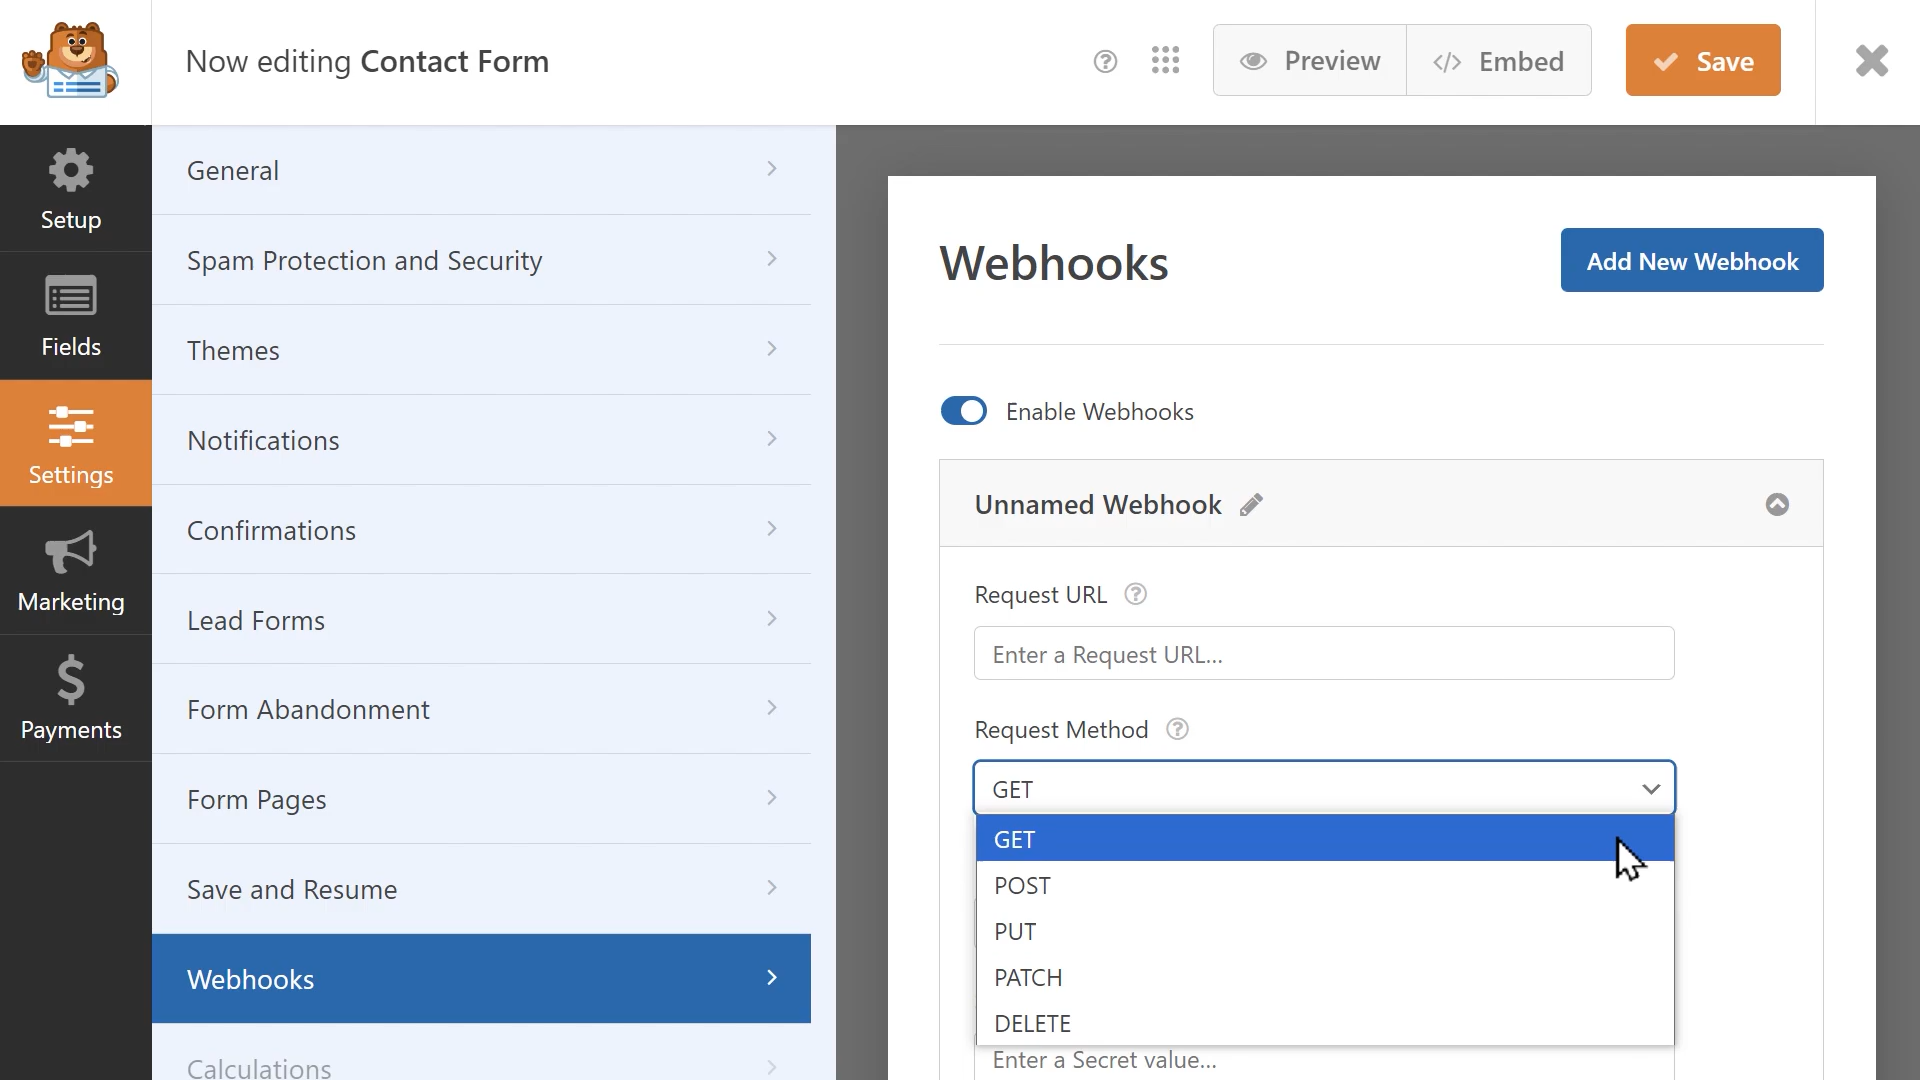 Now editing Contact Form
Preview
Embed
Save
Setup
Fields
Settings
Marketing
Payments
General
Spam Protection and Security
Themes
Notifications
Confirmations
Lead Forms
Form Abandonment
Form Pages
Save and Resume
Webhooks
Calculations
Webhooks
Add New Webhook
Enable Webhooks
Unnamed Webhook
Request URL
Enter a Request URL...
Request Method
GET
GET
POST
PUT
PATCH
DELETE
Enter a Secret value...